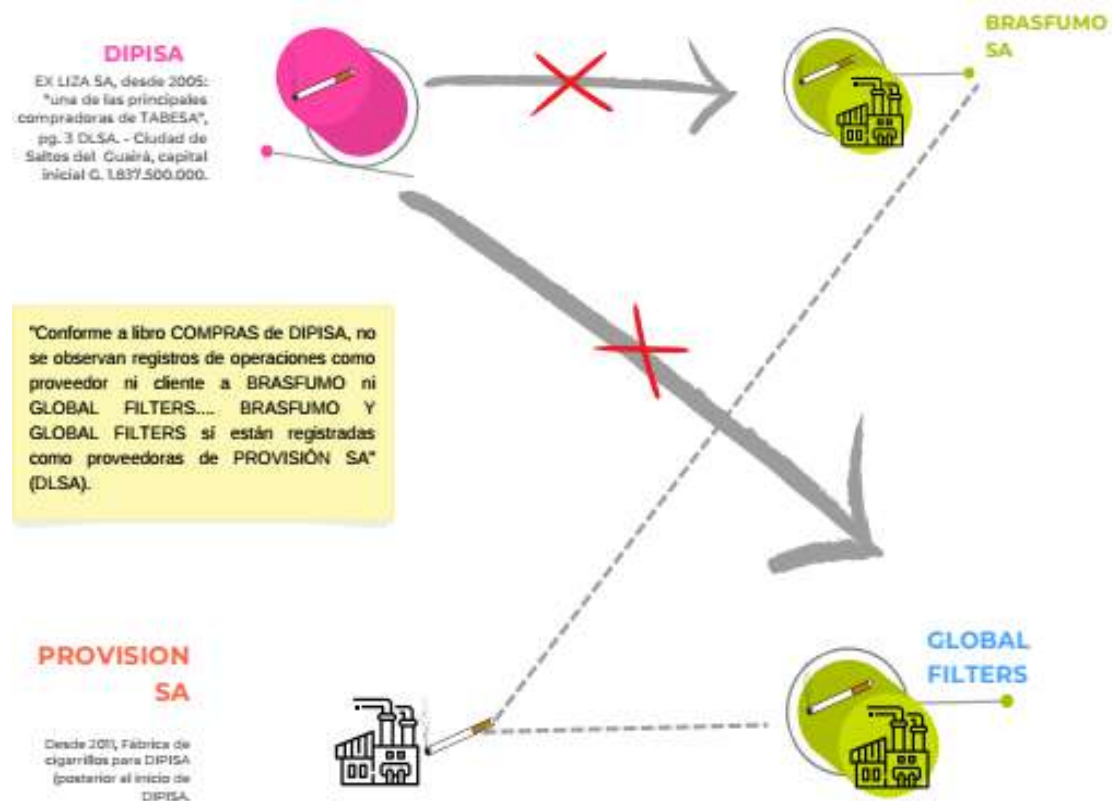 DIPISA
EX LIZA SA, desde 2005:
"una de las principales
compradoras de TABESA",
pg. 3 DLSA. - Ciudad de
Saltos del Guairá, capital
inicial G. 1.837.500.000.
BRASFUMO
SA
"Conforme a libro COMPRAS de DIPISA, no
se observan registros de operaciones como
proveedor ni cliente a BRASFUMO ni
GLOBAL FILTERS.... BRASFUMO Y
GLOBAL FILTERS sí están registradas
como proveedoras de PROVISIÓN SA"
(DLSA).
PROVISION
SA
Desde 2011, Fábrica de
cigarrillos para DIPISA
(posterior al inicio de
DIPISA.
GLOBAL
FILTERS